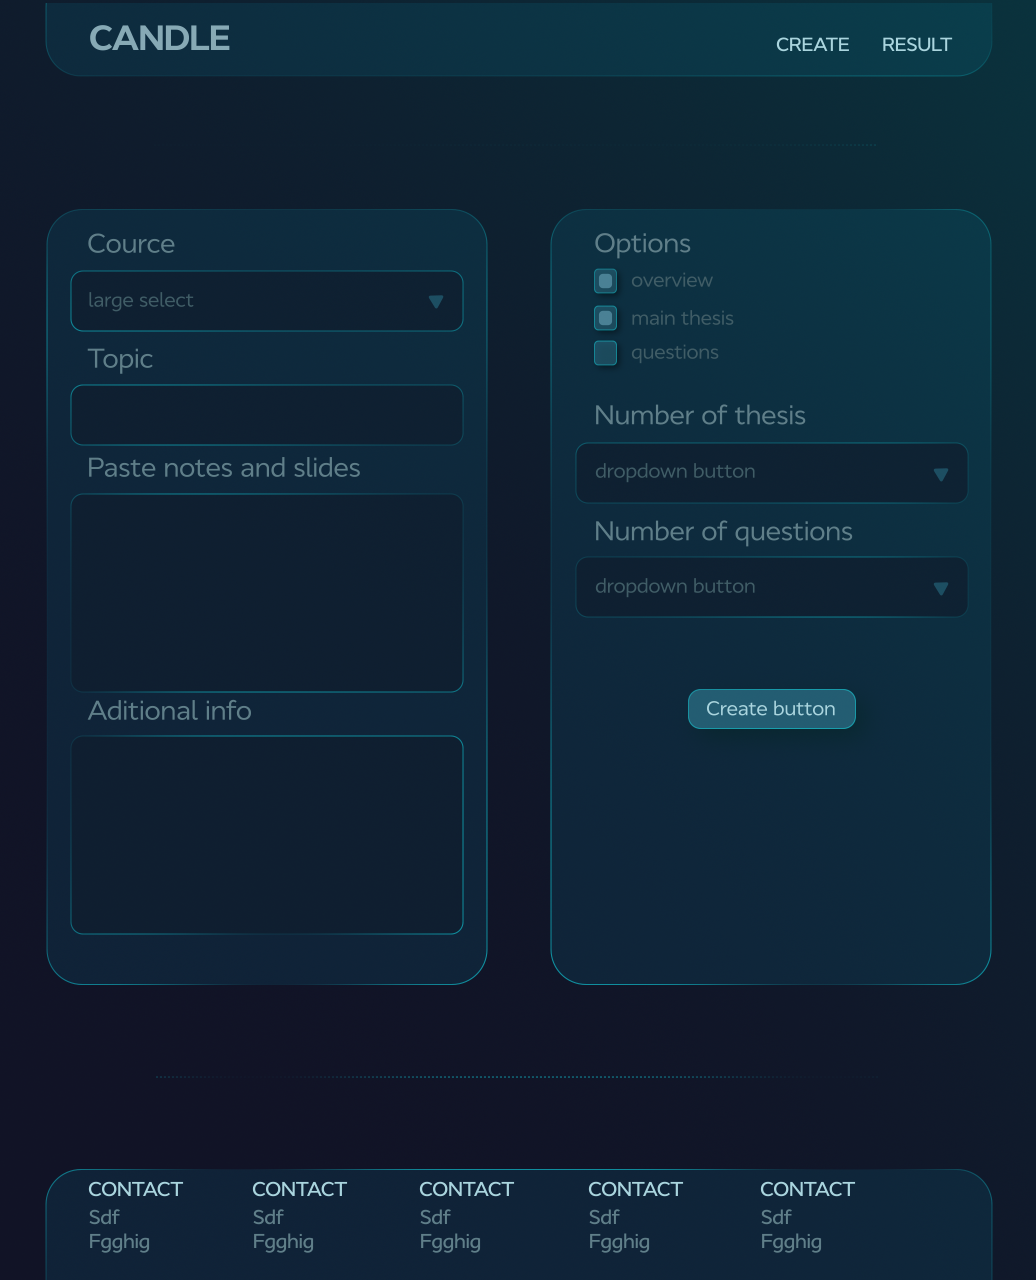 CANDLE
CREATE RESULT
Cource
large select
Topic
Paste notes and slides
Aditional info
Options
overview
main thesis
questions
Number of thesis
dropdown button
Number of questions
dropdown button
Create button
CONTACT CONTACT CONTACT CONTACT CONTACT
Sdf Sdf Sdf Sdf Sdf
Fgghig Fgghig Fgghig Fgghig Fgghig